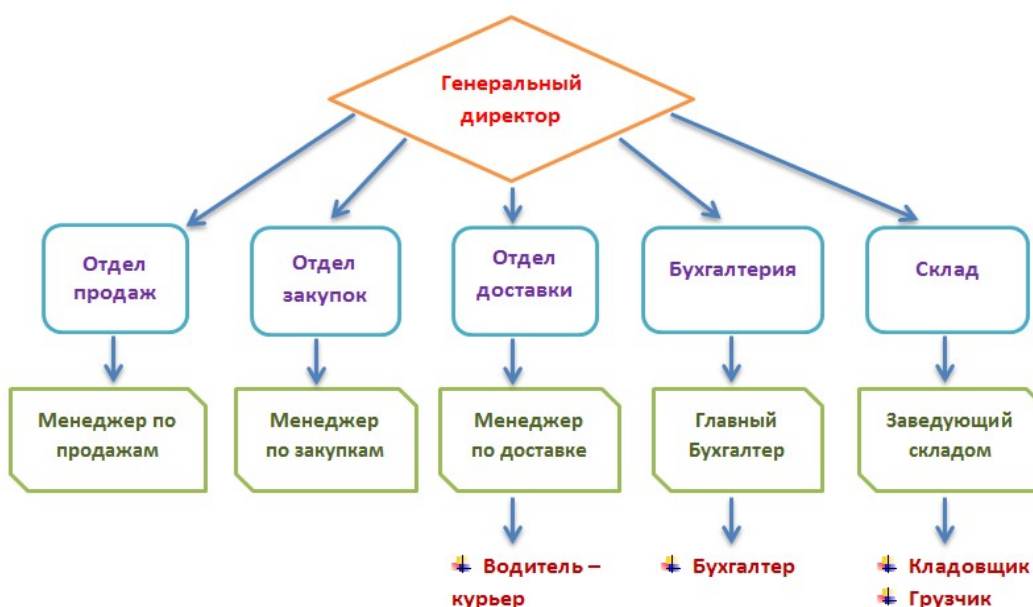 Генеральный
директор
Отдел
продаж
Отдел
закупок
Отдел
доставки
Бухгалтерия
Склад
Менеджер по
продажам
Менеджер
по закупкам
Менеджер
по доставке
Главный
Бухгалтер
Заведующий
складом
Водитель –
курьер
Бухгалтер
Кладовщик
Грузчик